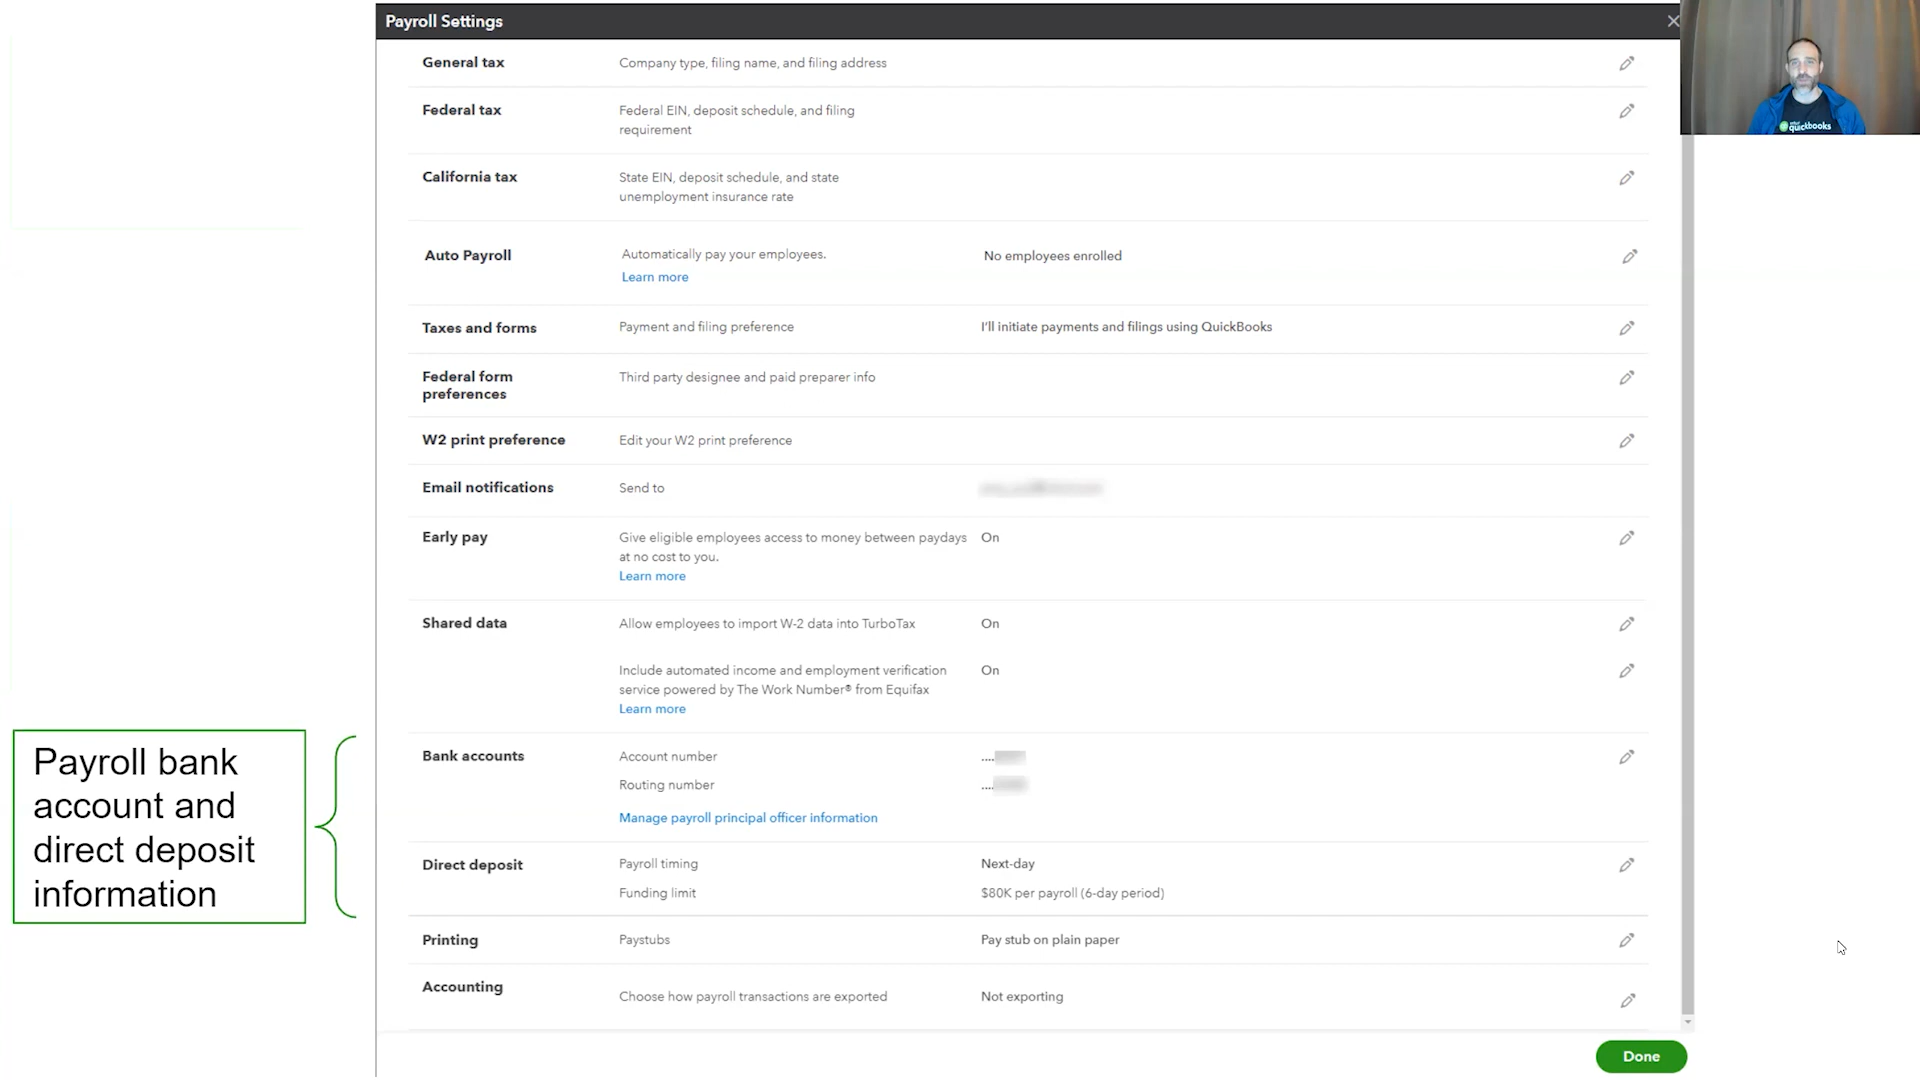 Payroll Settings
General tax
Company type, filing name, and filing address
Federal tax
Federal EIN, deposit schedule, and filing
requirement
California tax
State EIN, deposit schedule, and state
unemployment insurance rate
Auto Payroll
Automatically pay your employees.
No employees enrolled
Learn more
Taxes and forms
Payment and filing preference
I'll initiate payments and filings using QuickBooks
Federal form
preferences
Third party designee and paid preparer info
W2 print preference
Edit your W2 print preference
Email notifications
Send to
Early pay
Give eligible employees access to money between paydays
at no cost to you.
On
Learn more
Shared data
Allow employees to import W-2 data into TurboTax
On
Include automated income and employment verification
service powered by The Work Number® from Equifax
On
Learn more
Bank accounts
Account number
....
Routing number
....
Manage payroll principal officer information
Direct deposit
Payroll timing
Next-day
Funding limit
$80K per payroll (6-day period)
Printing
Paystubs
Pay stub on plain paper
Accounting
Choose how payroll transactions are exported
Not exporting
Done
Payroll bank
account and
direct deposit
information
quickbooks